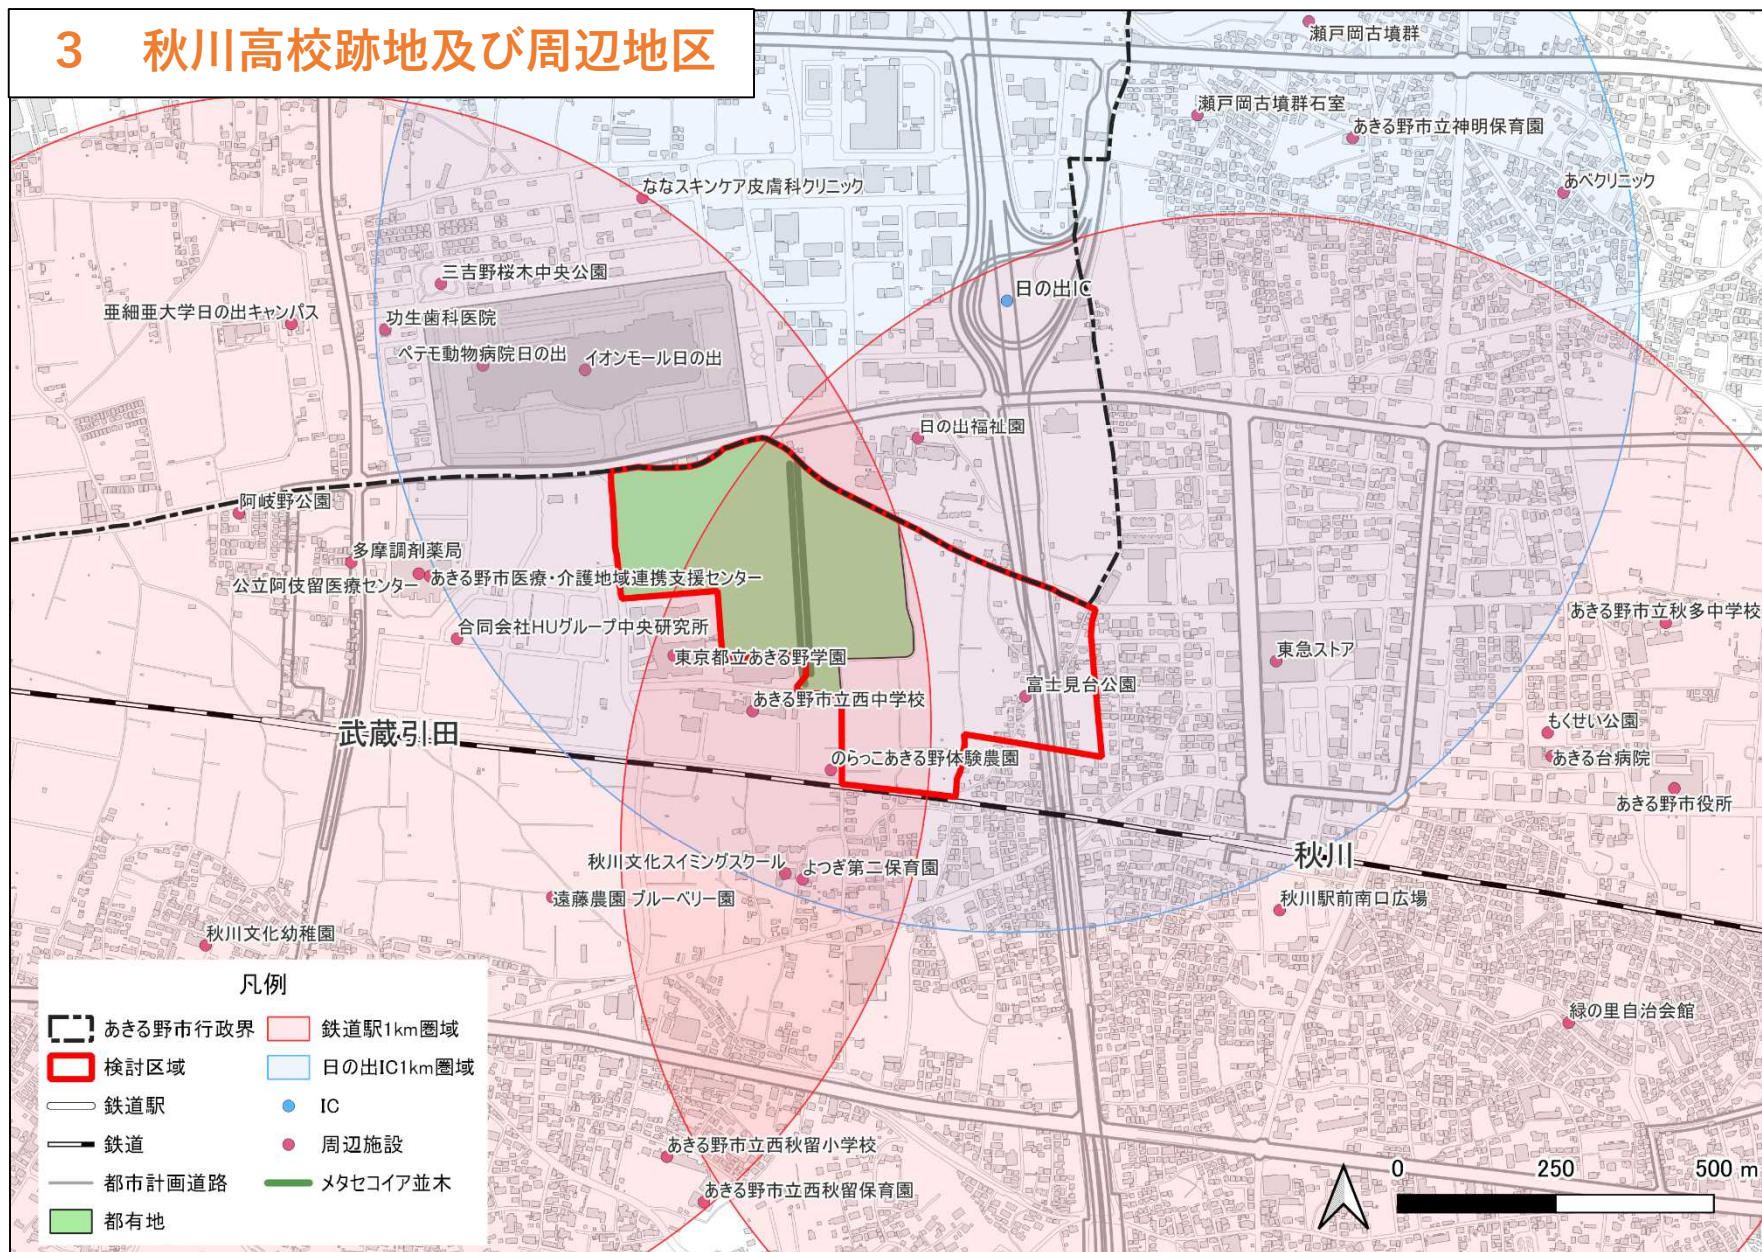 3 秋川高校跡地及び周辺地区
瀬戸岡古墳群
瀬戸岡古墳群石室
あきる野市立神明保育園
ななスキンケア皮膚科クリニック
あべクリニック
三吉野桜木中央公園
日の出IC
亜細亜大学日の出キャンパス
功生歯科医院
ペテモ動物病院日の出
イオンモール日の出
日の出福祉園
阿岐野公園
多摩調剤薬局
公立阿伎留医療センター
あきる野市医療・介護地域連携支援センター
合同会社HUグループ中央研究所
東京都立あきる野学園
あきる野市立秋多中学校
東急ストア
富士見台公園
あきる野市立西中学校
もくせい公園
武蔵引田
のらっこあきる野体験農園
あきる台病院
あきる野市役所
秋川
秋川文化スイミングスクール
よつぎ第二保育園
遠藤農園 ブルーベリー園
秋川駅前南口広場
秋川文化幼稚園
緑の里自治会館
あきる野市立西秋留小学校
あきる野市立西秋留保育園
凡例
あきる野市行政界
鉄道駅1km圏域
検討区域
日の出IC1km圏域
鉄道駅
IC
鉄道
周辺施設
都市計画道路
メタセコイア並木
都有地
0 250 500 m